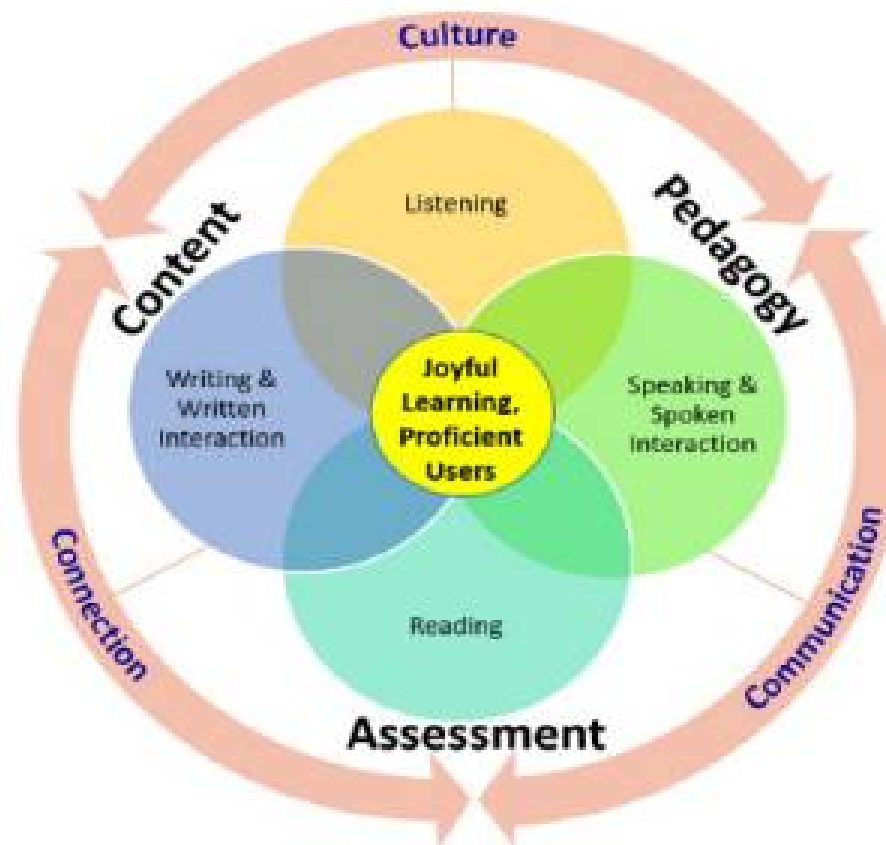 Culture
Content
Pedagogy
Listening
Writing &
Written
Interaction
Joyful
Learning,
Proficient
Users
Speaking &
Spoken
Interaction
Reading
Connection
Communication
Assessment